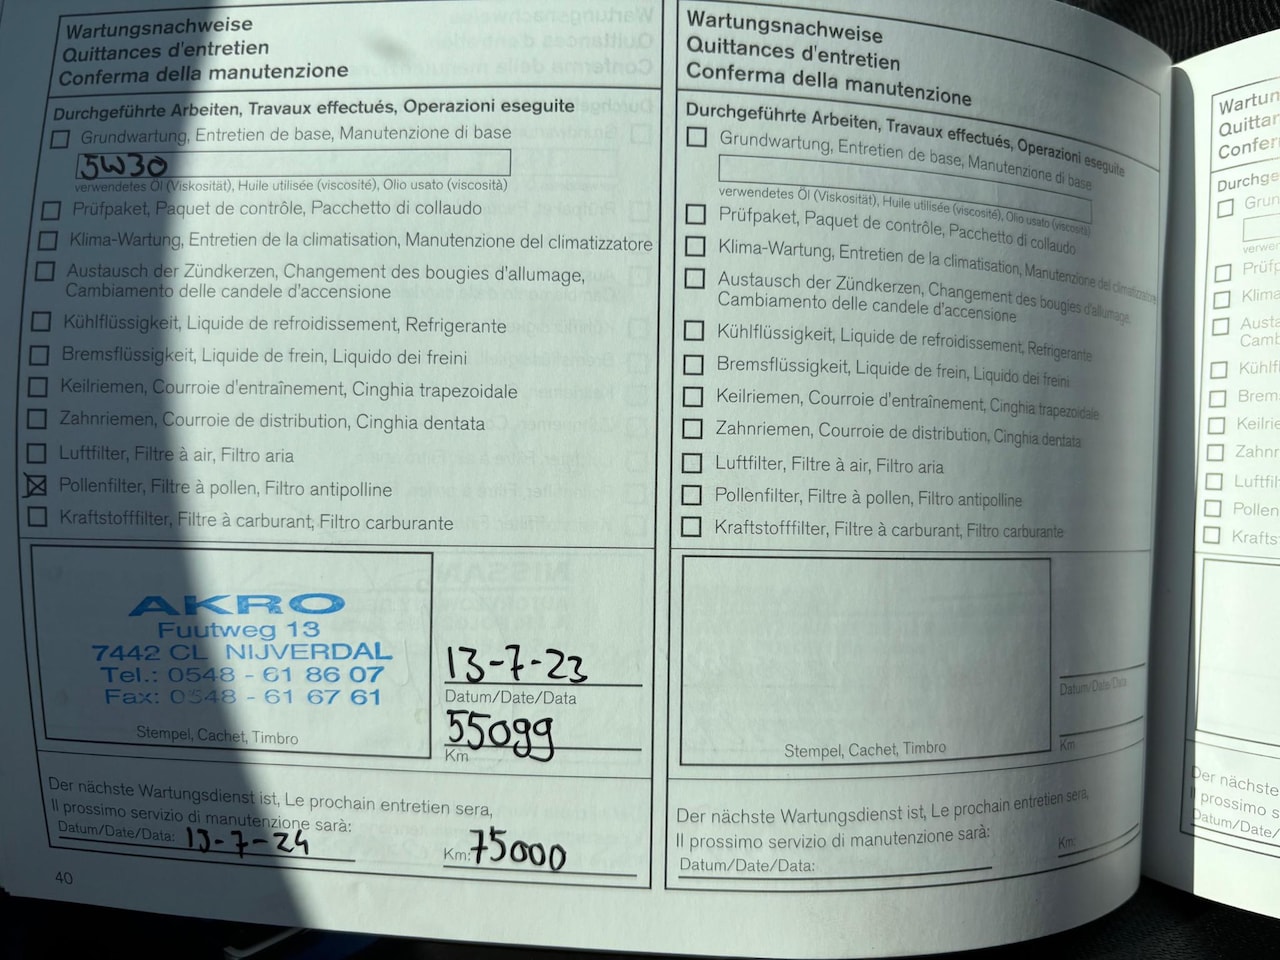 Wartungsnachweise
Quittances d'entretien
Conferma della manutenzione
Durchgeführte Arbeiten, Travaux effectués, Operazioni eseguite
Grundwartung, Entretien de base, Manutenzione di base
5W30
verwendetes Öl (Viskosität), Huile utilisée (viscosité), Olio usato (viscosità)
Prüfpaket, Paquet de contrôle, Pacchetto di collaudo
Klima-Wartung, Entretien de la climatisation, Manutenzione del climatizzatore
Austausch der Zündkerzen, Changement des bougies d'allumage,
Cambiamento delle candele d'accensione
Kühlflüssigkeit, Liquide de refroidissement, Refrigerante
Bremsflüssigkeit, Liquide de frein, Liquido dei freini
Keilriemen, Courroie d'entraînement, Cinghia trapezoidale
Zahnriemen, Courroie de distribution, Cinghia dentata
Luftfilter, Filtre à air, Filtro aria
Pollenfilter, Filtre à pollen, Filtro antipolline
Kraftstofffilter, Filtre à carburant, Filtro carburante
AKRO
Fuutweg 13
7442 CL NIJVERDAL
Tel.: 0548 - 61 86 07
Fax: 0548 - 61 67 61
Stempel, Cachet, Timbro
13-7-23
Datum/Date/Data
55099
Km
Der nächste Wartungsdienst ist, Le prochain entretien sera,
Il prossimo servizio di manutenzione sarà:
Datum/Date/Data: 13-7-24
Km: 75000
40
Wartungsnachweise
Quittances d'entretien
Conferma della manutenzione
Durchgeführte Arbeiten, Travaux effectués, Operazioni eseguite
Grundwartung, Entretien de base, Manutenzione di base
verwendetes Öl (Viskosität), Huile utilisée (viscosité), Olio usato (viscosità)
Prüfpaket, Paquet de contrôle, Pacchetto di collaudo
Klima-Wartung, Entretien de la climatisation, Manutenzione del climatizzatore
Austausch der Zündkerzen, Changement des bougies d'allumage,
Cambiamento delle candele d'accensione
Kühlflüssigkeit, Liquide de refroidissement, Refrigerante
Bremsflüssigkeit, Liquide de frein, Liquido dei freini
Keilriemen, Courroie d'entraînement, Cinghia trapezoidale
Zahnriemen, Courroie de distribution, Cinghia dentata
Luftfilter, Filtre à air, Filtro aria
Pollenfilter, Filtre à pollen, Filtro antipolline
Kraftstofffilter, Filtre à carburant, Filtro carburante
Stempel, Cachet, Timbro
Datum/Date/Data
Km
Der nächste Wartungsdienst ist, Le prochain entretien sera,
Il prossimo servizio di manutenzione sarà:
Datum/Date/Data:
Km:
Der nächste
Il prossimo
Datum/Date/